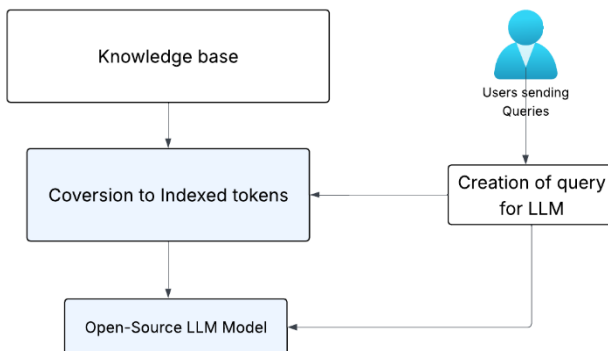 Knowledge base
Users sending
Queries
Coversion to Indexed tokens
Creation of query
for LLM
Open-Source LLM Model